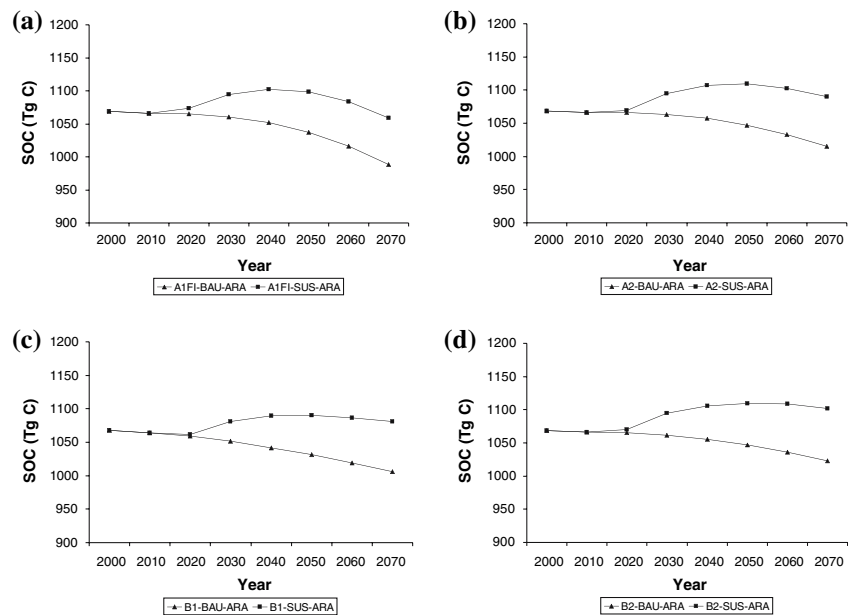 (a)
1200
1150
1100
1050
1000
950
900
SOC (Tg C)
2000 2010 2020 2030 2040 2050 2060 2070
Year
A1FI-BAU-ARA A1FI-SUS-ARA
(b)
1200
1150
1100
1050
1000
950
900
SOC (Tg C)
2000 2010 2020 2030 2040 2050 2060 2070
Year
A2-BAU-ARA A2-SUS-ARA
(c)
1200
1150
1100
1050
1000
950
900
SOC (Tg C)
2000 2010 2020 2030 2040 2050 2060 2070
Year
B1-BAU-ARA B1-SUS-ARA
(d)
1200
1150
1100
1050
1000
950
900
SOC (Tg C)
2000 2010 2020 2030 2040 2050 2060 2070
Year
B2-BAU-ARA B2-SUS-ARA